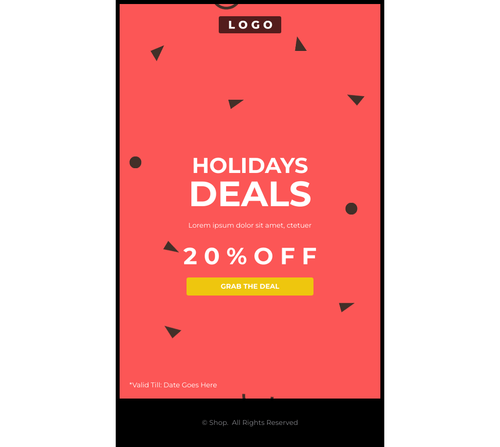 LOGO
HOLIDAYS
DEALS
Lorem ipsum dolor sit amet, ctetuer
20%OFF
GRAB THE DEAL
*Valid Till: Date Goes Here
© Shop. All Rights Reserved